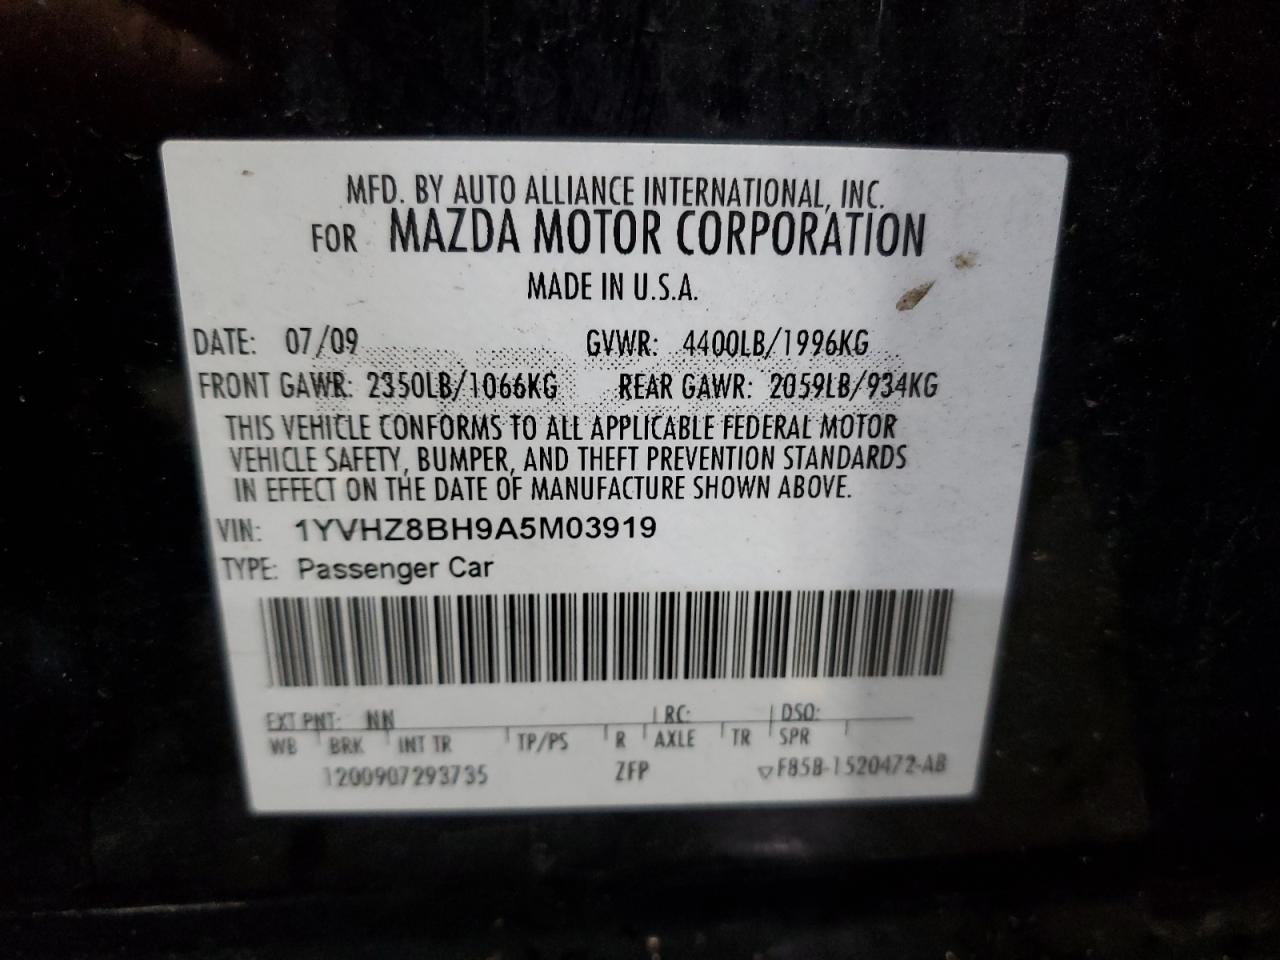 MFD. BY AUTO ALLIANCE INTERNATIONAL, INC.
FOR MAZDA MOTOR CORPORATION
MADE IN U.S.A.
DATE: 07/09 GVWR: 4400LB/1996KG
FRONT GAWR: 2350LB/1066KG REAR GAWR: 2059LB/934KG
THIS VEHICLE CONFORMS TO ALL APPLICABLE FEDERAL MOTOR
VEHICLE SAFETY, BUMPER, AND THEFT PREVENTION STANDARDS
IN EFFECT ON THE DATE OF MANUFACTURE SHOWN ABOVE.
VIN: 1YVHZ8BH9A5M03919
TYPE: Passenger Car
EXT PNT: NN RC: DSO:
WB BRK INT TR TP/PS R AXLE TR SPR
1200907293735 ZFP ▽F85B-1520472-AB